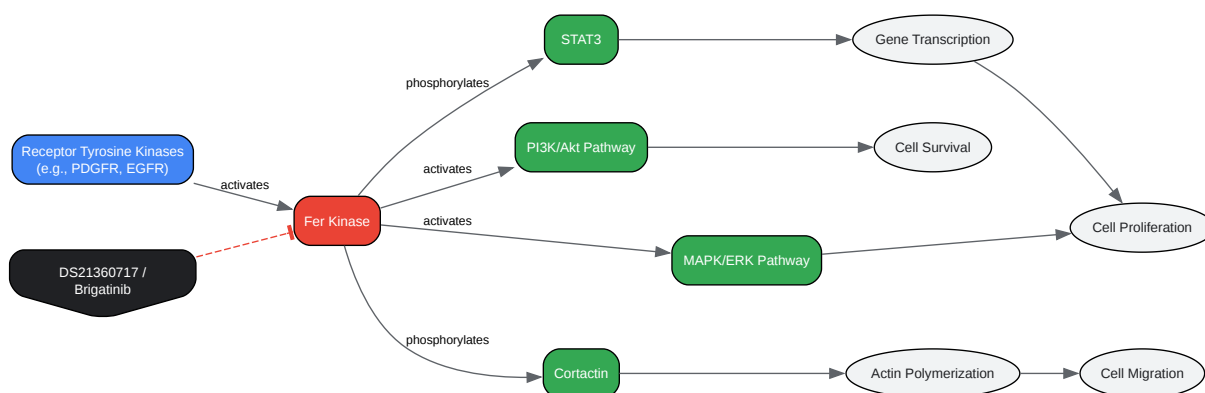 STAT3
Gene Transcription
phosphorylates
Receptor Tyrosine Kinases
(e.g., PDGFR, EGFR)
PI3K/Akt Pathway
Cell Survival
activates
activates
Fer Kinase
activates
Cell Proliferation
MAPK/ERK Pathway
DS21360717 /
Brigatinib
phosphorylates
Cortactin
Actin Polymerization
Cell Migration